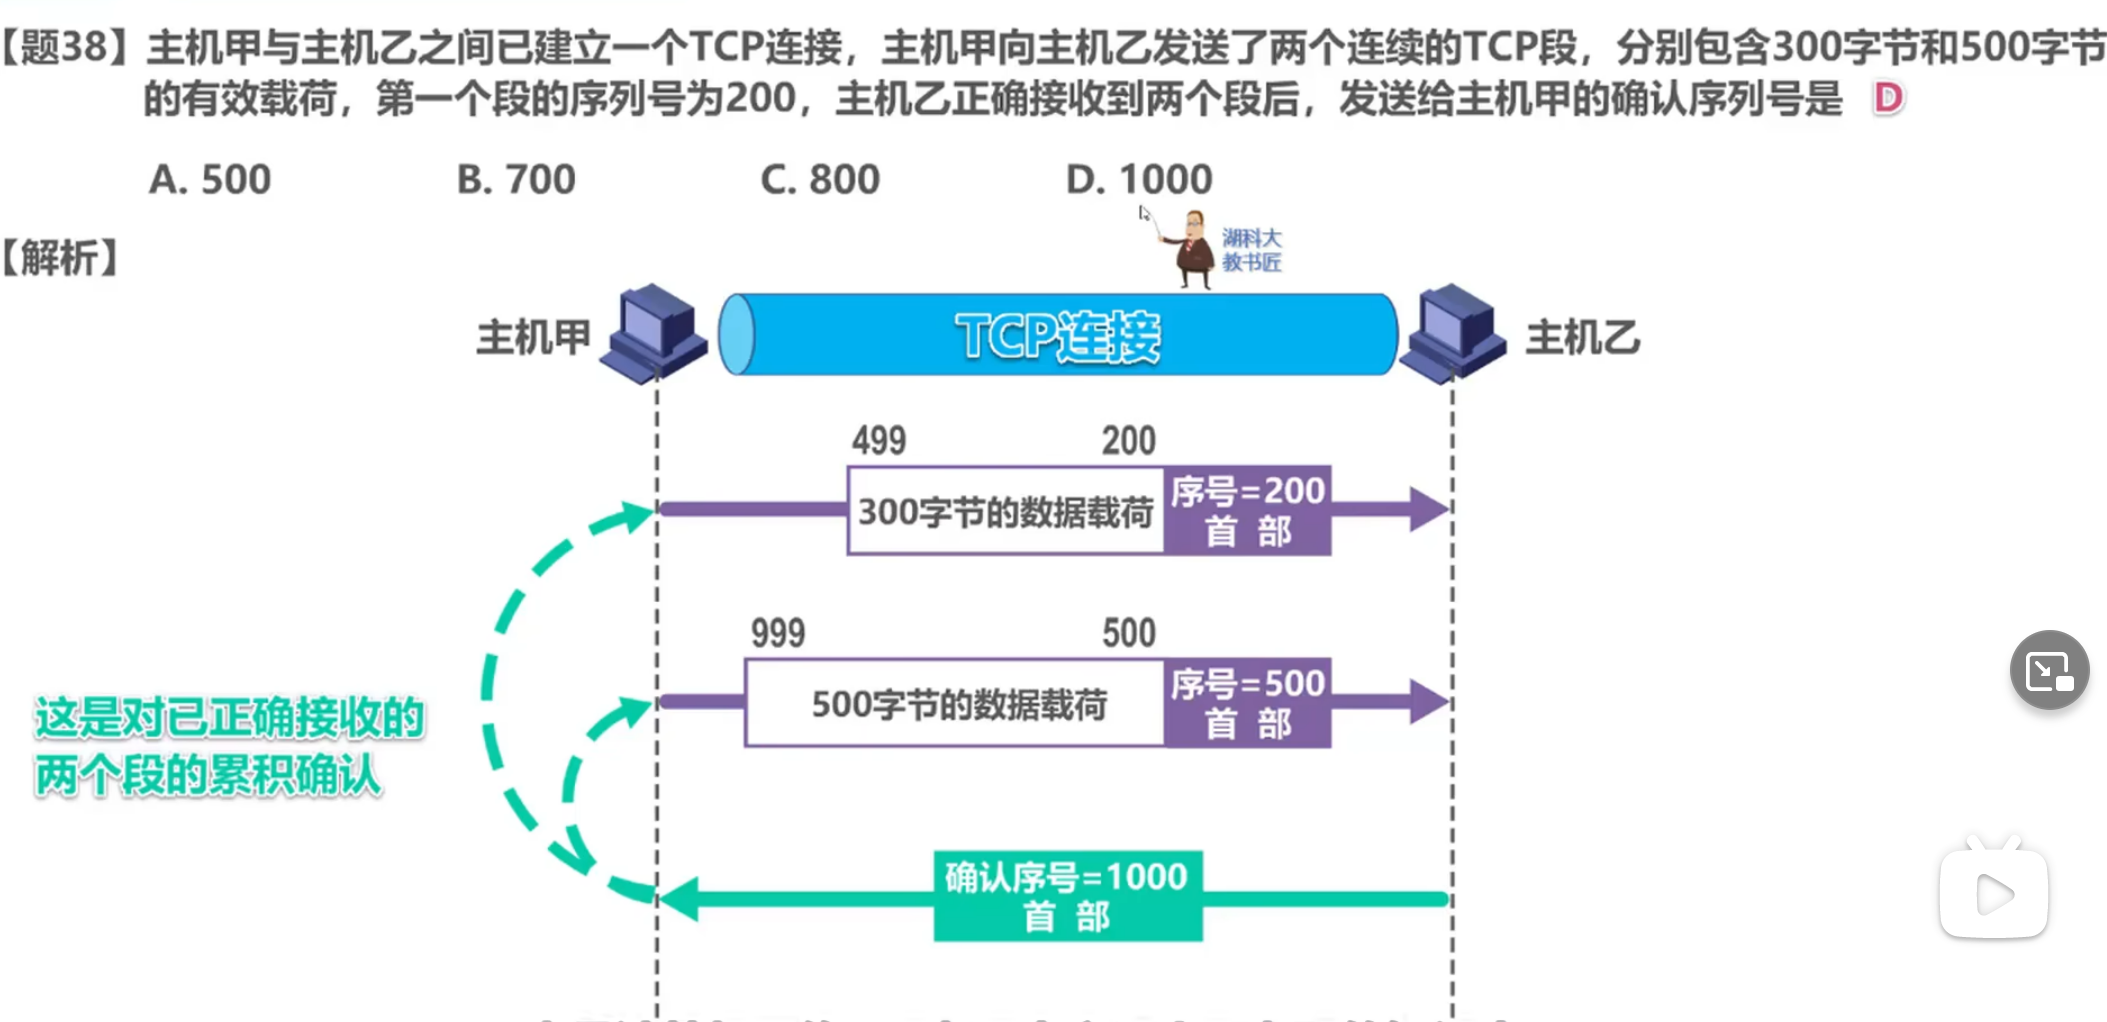 【题38】主机甲与主机乙之间已建立一个TCP连接，主机甲向主机乙发送了两个连续的TCP段，分别包含300字节和500字节
的有效载荷，第一个段的序列号为200，主机乙正确接收到两个段后，发送给主机甲的确认序列号是 D
A. 500 B. 700 C. 800 D. 1000
【解析】
湖科大
教书匠
主机甲
TCP连接
主机乙
499 200
300字节的数据载荷
序号=200
首 部
999 500
500字节的数据载荷
序号=500
首 部
这是对已正确接收的
两个段的累积确认
确认序号=1000
首 部